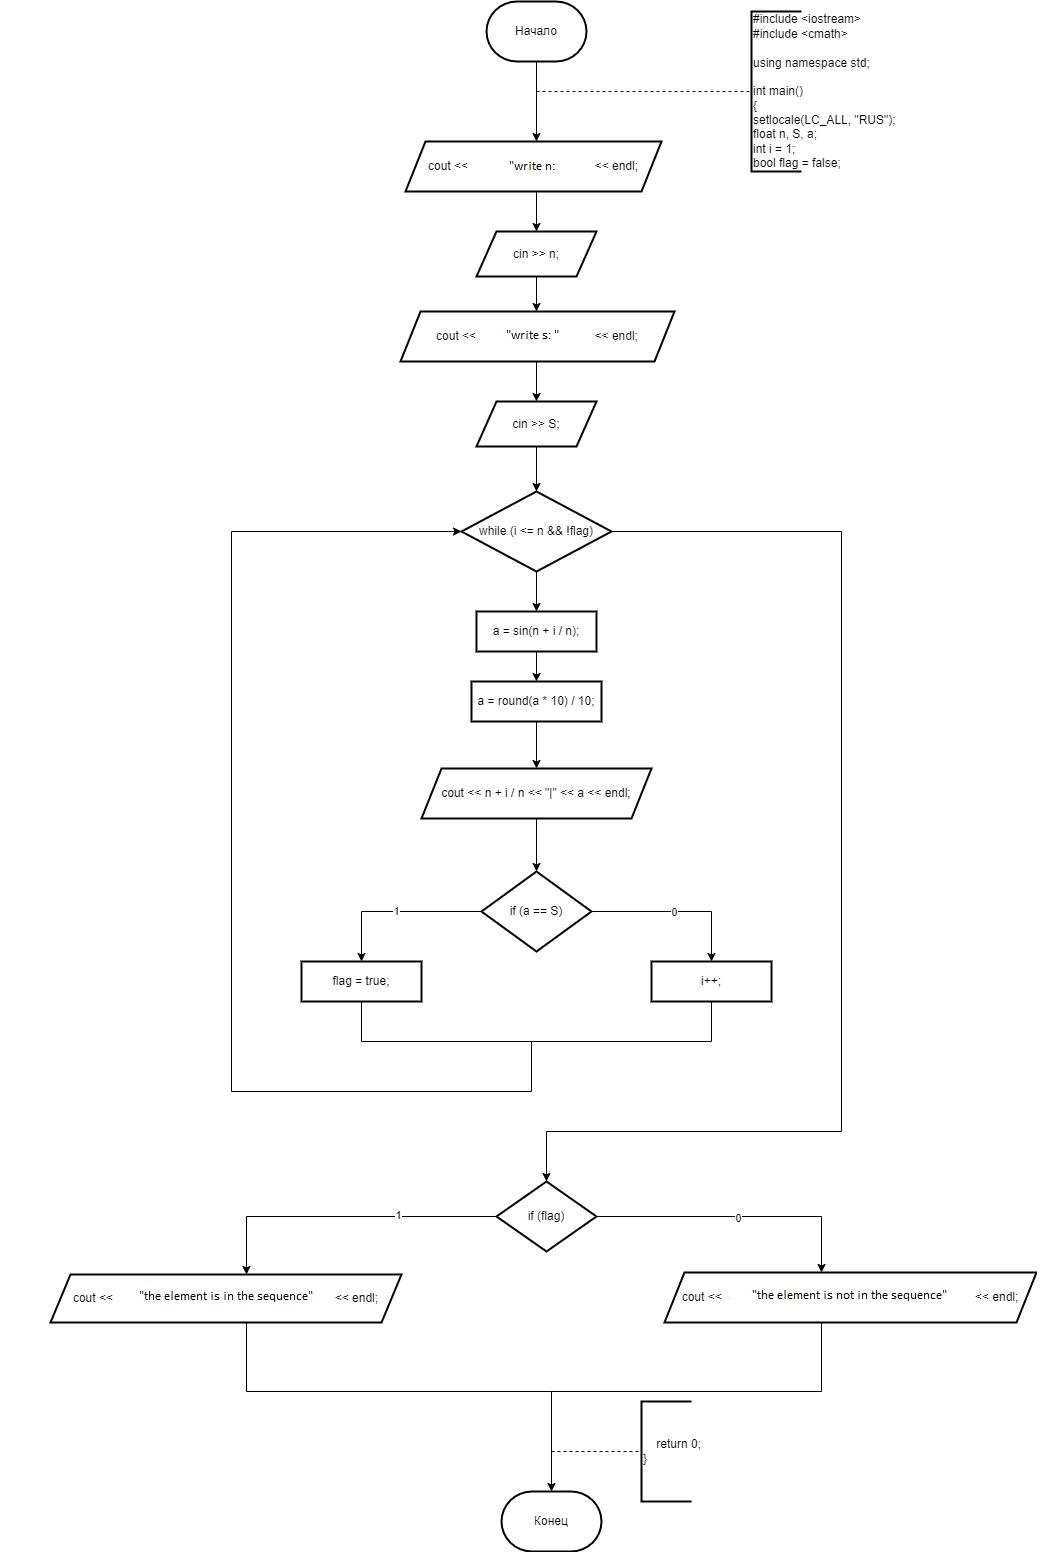 Начало
#include <iostream>
#include <cmath>
using namespace std;
int main()
{
setlocale(LC_ALL, "RUS");
float n, S, a;
int i = 1;
bool flag = false;
cout << "write n: << endl;
cin >> n;
cout << "write s: " << endl;
cin >> S;
while (i <= n && !flag)
a = sin(n + i / n);
a = round(a * 10) / 10;
cout << n + i / n << "|" << a << endl;
if (a == S)
1
0
flag = true;
i++;
if (flag)
1
0
cout << "the element is in the sequence" << endl;
cout << "the element is not in the sequence" << endl;
return 0;
}
Конец